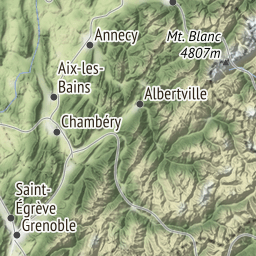 Annecy
Mt. Blanc
4807m
Aix-les-
Bains
Albertville
Chambéry
Saint-
Égrève
Grenoble